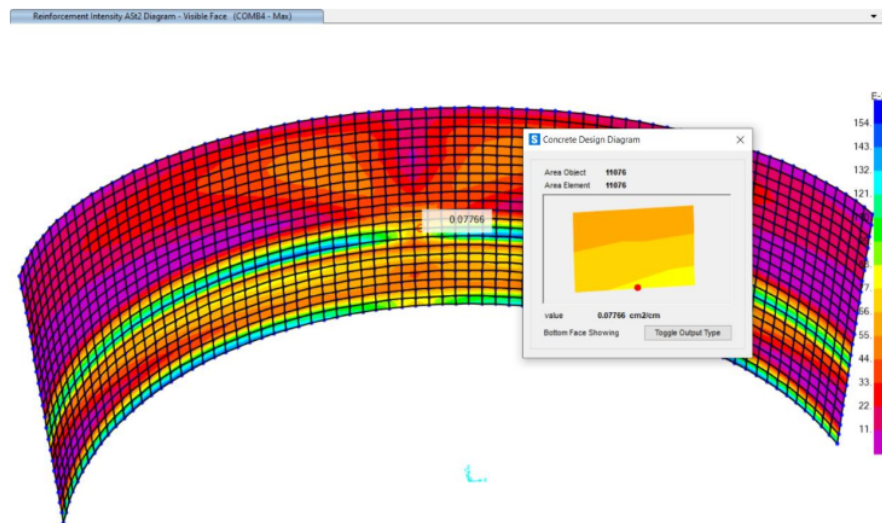 Reinforcement Intensity ASt2 Diagram - Visible Face (COMB4 - Max)
Concrete Design Diagram
Area Object 11076
Area Element 11076
value 0.07766 cm2/cm
Bottom Face Showing Toggle Output Type
0.07766
154.
143.
132.
121.
66.
55.
44.
33.
22.
11.